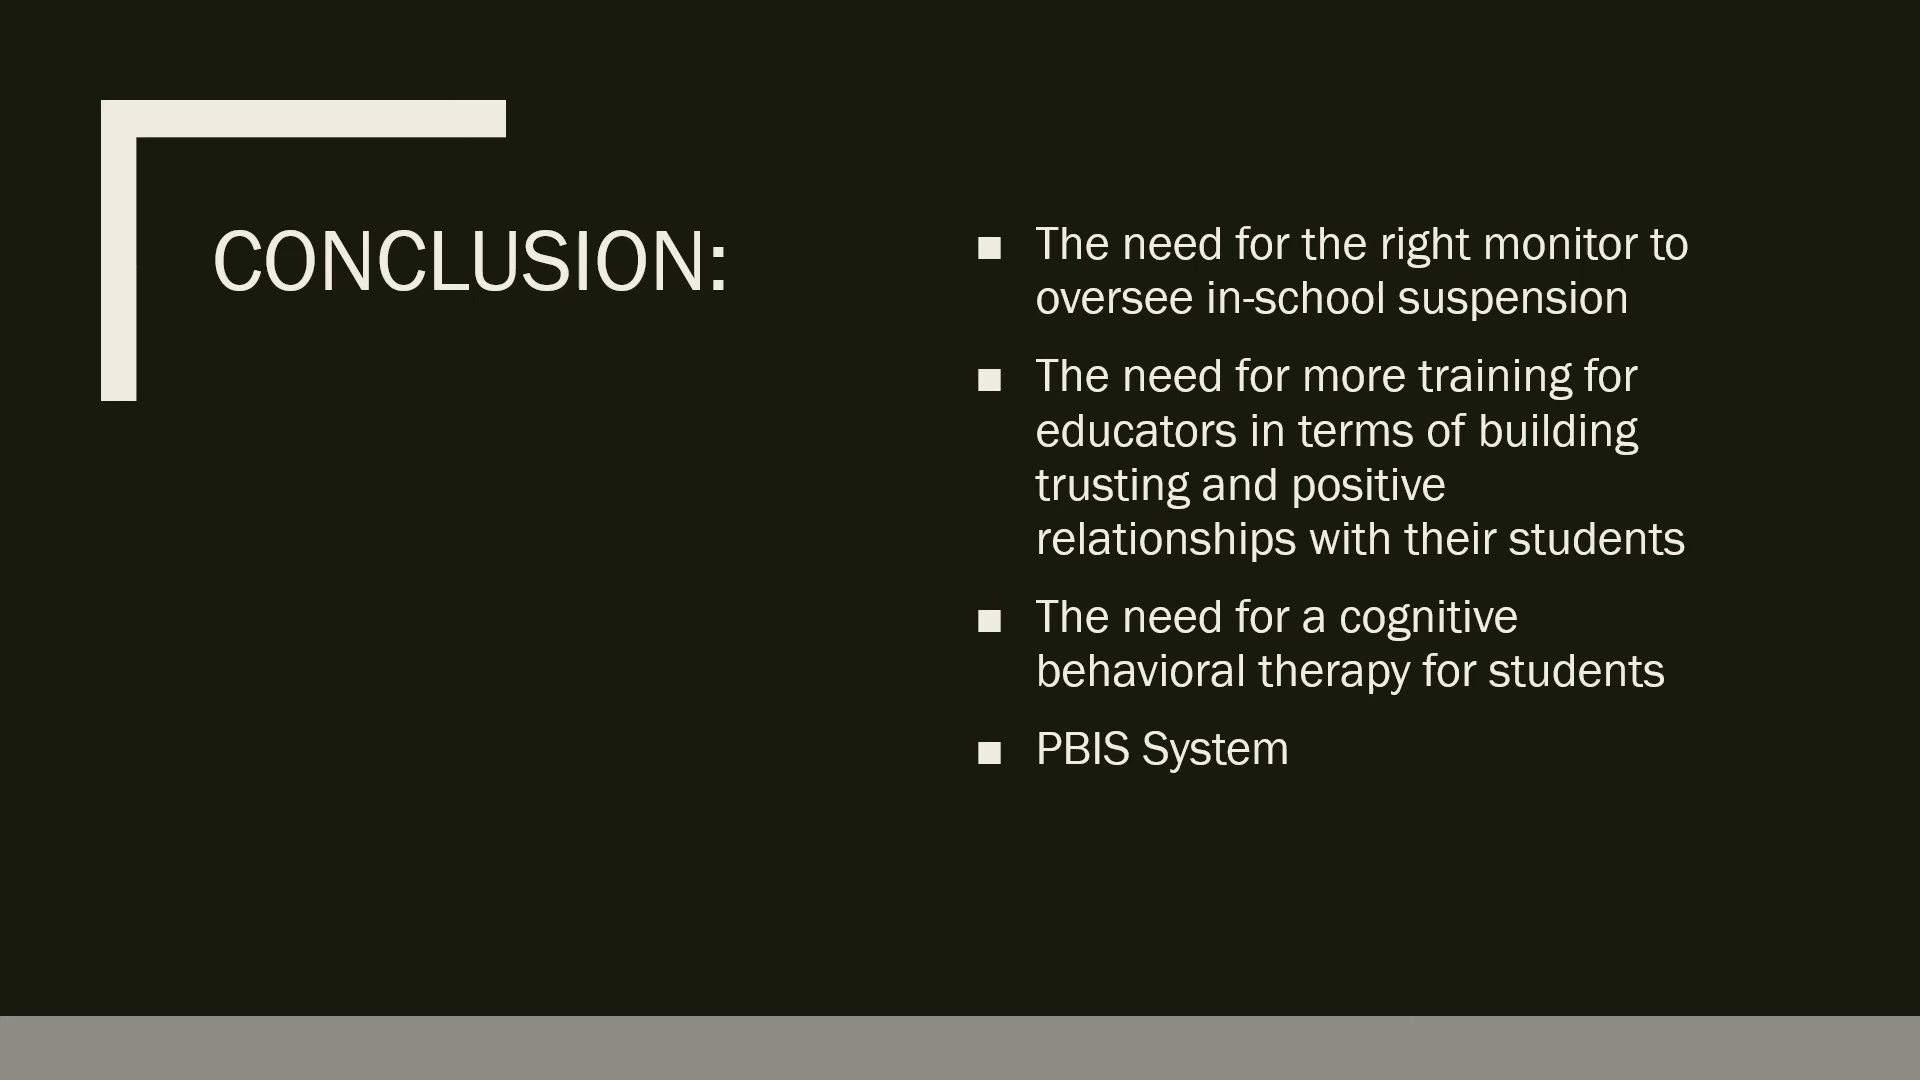 CONCLUSION:
■ The need for the right monitor to
oversee in-school suspension
■ The need for more training for
educators in terms of building
trusting and positive
relationships with their students
■ The need for a cognitive
behavioral therapy for students
■ PBIS System